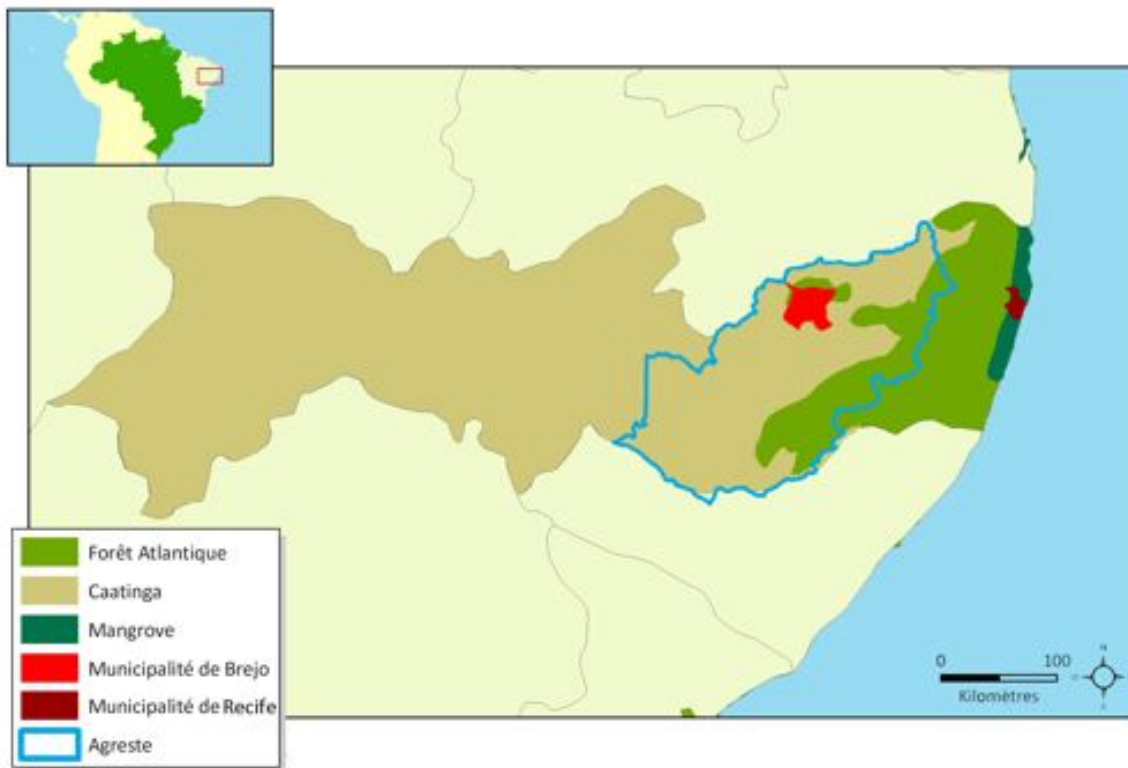 Forêt Atlantique
Caatinga
Mangrove
Municipalité de Brejo
Municipalité de Recife
Agreste
0 100
Kilomètres